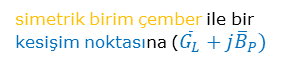 simetrik birim çember ile bir
kesişim noktasına (G̅_L + jB̅_P)